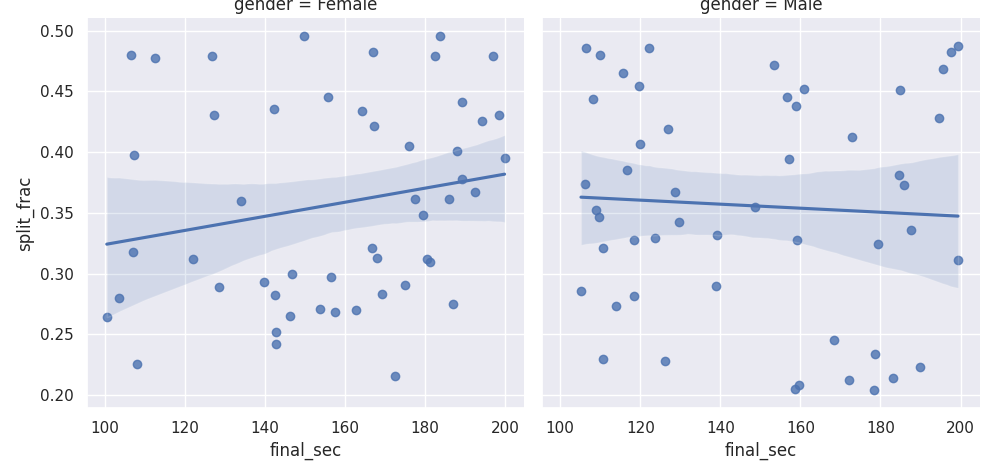 gender = Female
gender = Male
0.50
0.45
0.40
0.35
0.30
0.25
0.20
split_frac
100 120 140 160 180 200
100 120 140 160 180 200
final_sec
final_sec